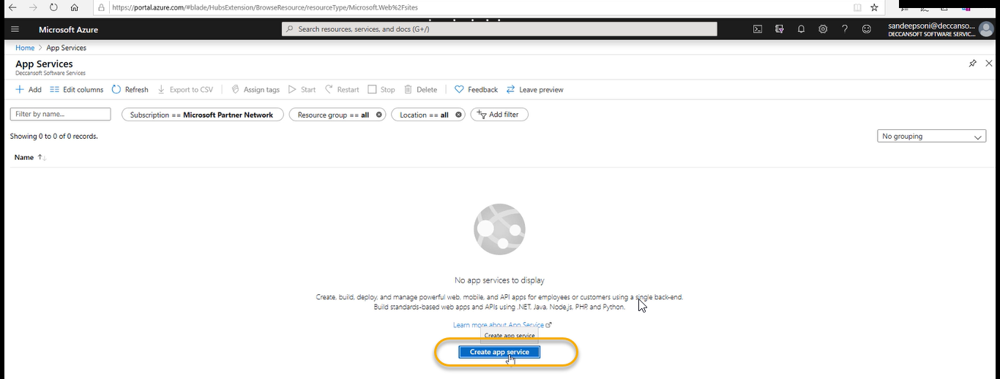 https://portal.azure.com/#blade/HubsExtension/BrowseResource/resourceType/Microsoft.Web%2Fsites
Microsoft Azure
Search resources, services, and docs (G+/)
sandeepsoni@deccanso...
DECCANSOFT SOFTWARE SERVIC...
Home > App Services
App Services
Deccansoft Software Services
Add Edit columns Refresh Export to CSV Assign tags Start Restart Stop Delete Feedback Leave preview
Filter by name... Subscription == Microsoft Partner Network Resource group == all Location == all Add filter
Showing 0 to 0 of 0 records. No grouping
Name
No app services to display
Create, build, deploy, and manage powerful web, mobile, and API apps for employees or customers using a single back-end.
Build standards-based web apps and APIs using .NET, Java, Node.js, PHP, and Python.
Learn more about App Service
Create app service
Create app service